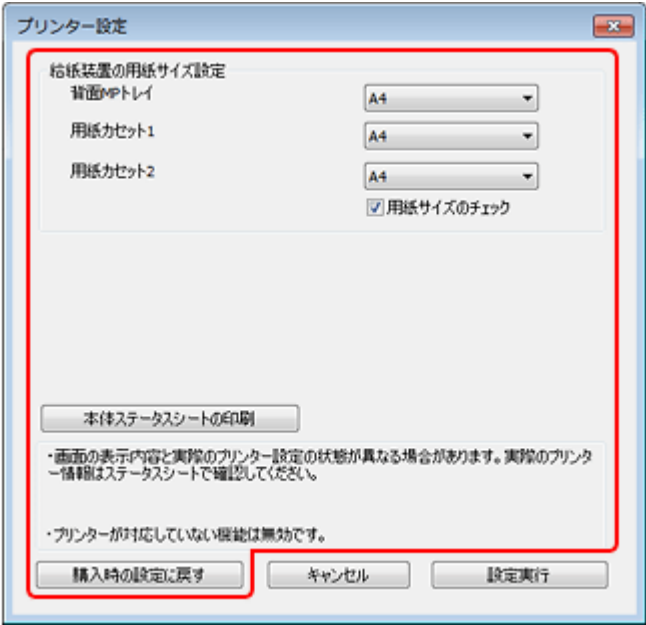 プリンター設定
給紙装置の用紙サイズ設定
背面MPトレイ
A4
用紙カセット1
A4
用紙カセット2
A4
用紙サイズのチェック
本体ステータスシートの印刷
・画面の表示内容と実際のプリンター設定の状態が異なる場合があります。実際のプリンタ
ー情報はステータスシートで確認してください。
・プリンターが対応していない機能は無効です。
購入時の設定に戻す
キャンセル
設定実行